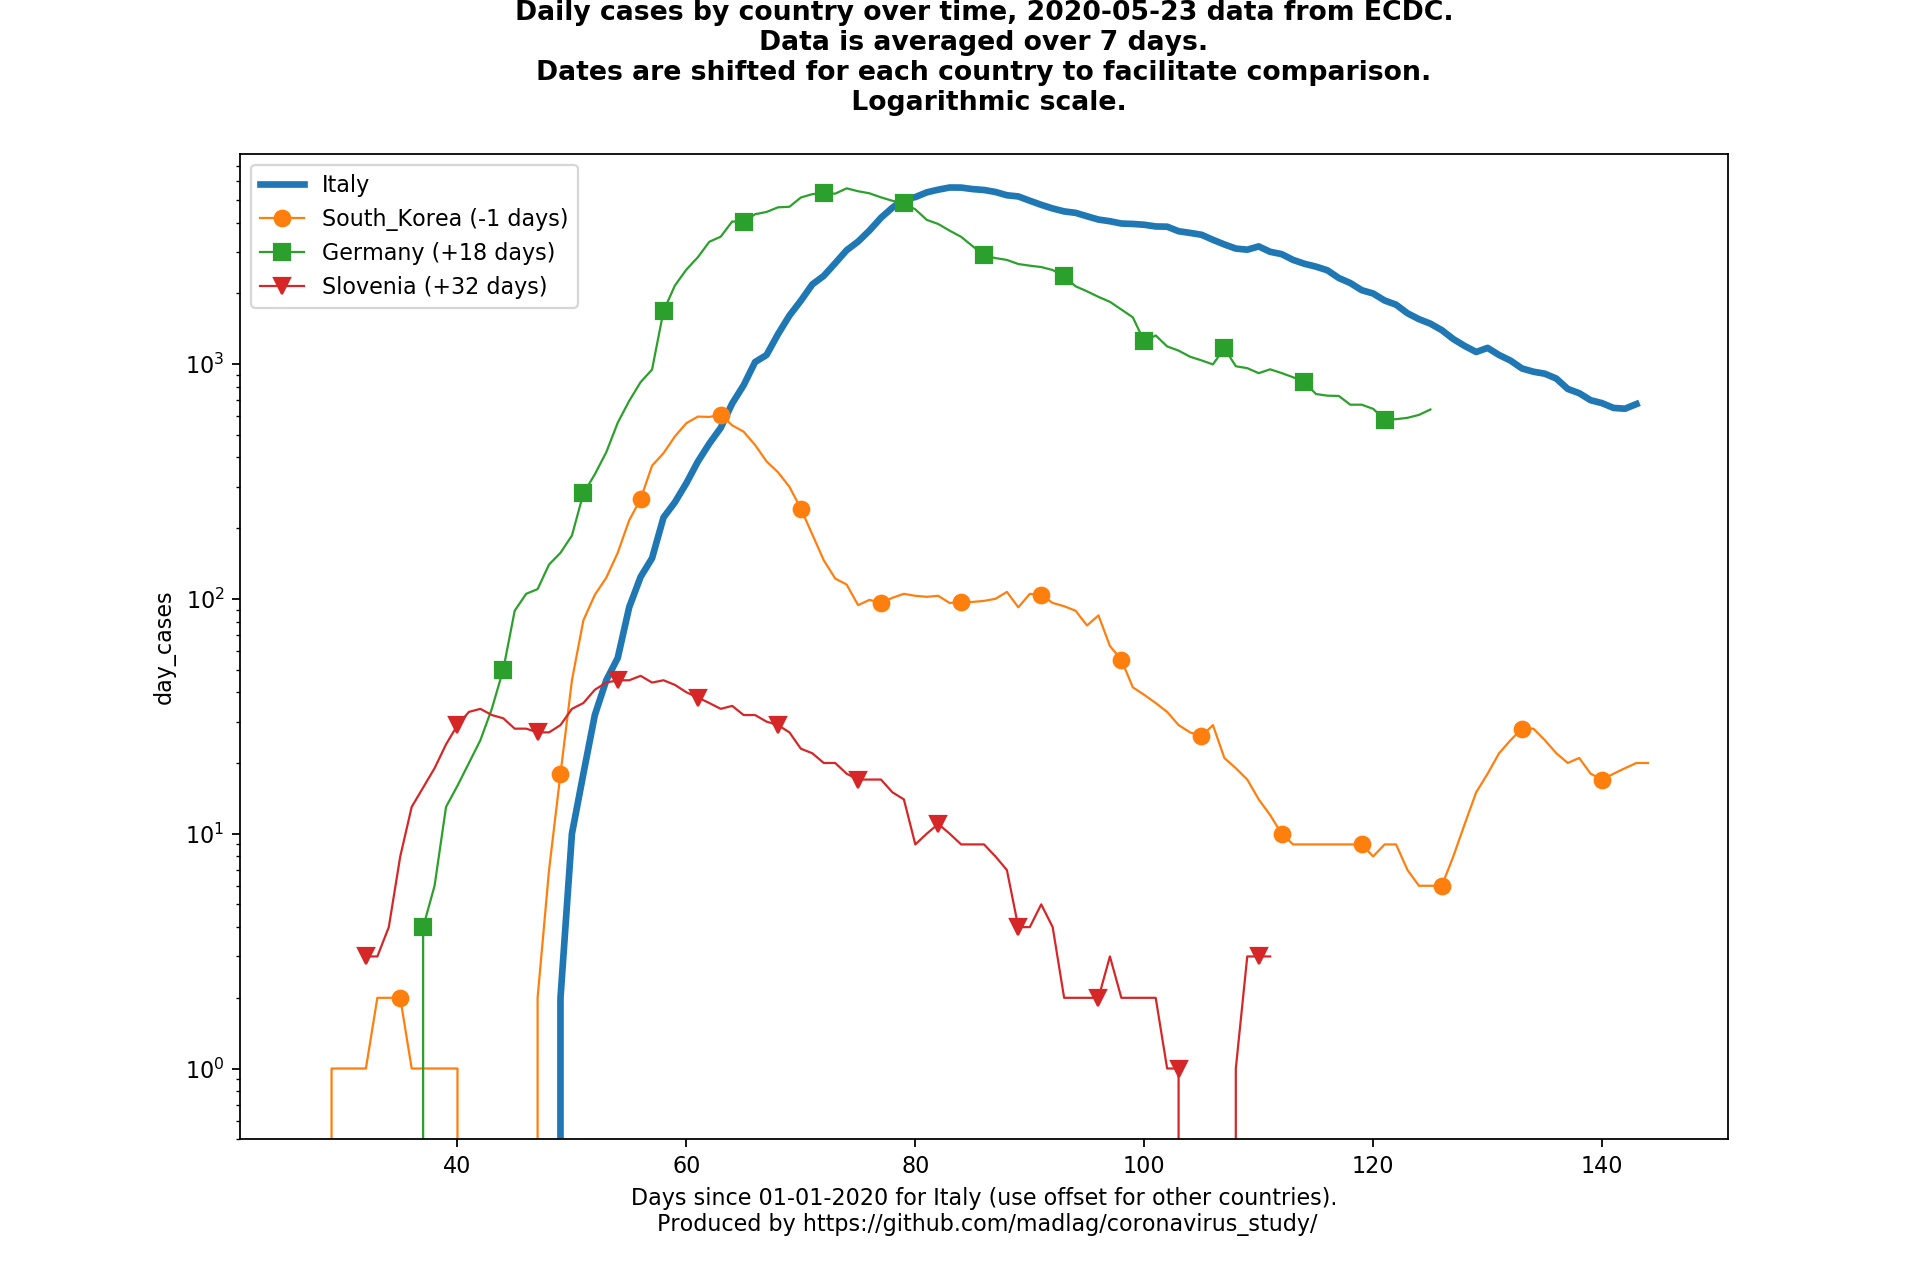 Daily cases by country over time, 2020-05-23 data from ECDC.
Data is averaged over 7 days.
Dates are shifted for each country to facilitate comparison.
Logarithmic scale.
Italy
South_Korea (-1 days)
Germany (+18 days)
Slovenia (+32 days)
day_cases
10³
10²
10¹
10⁰
40 60 80 100 120 140
Days since 01-01-2020 for Italy (use offset for other countries).
Produced by https://github.com/madlag/coronavirus_study/